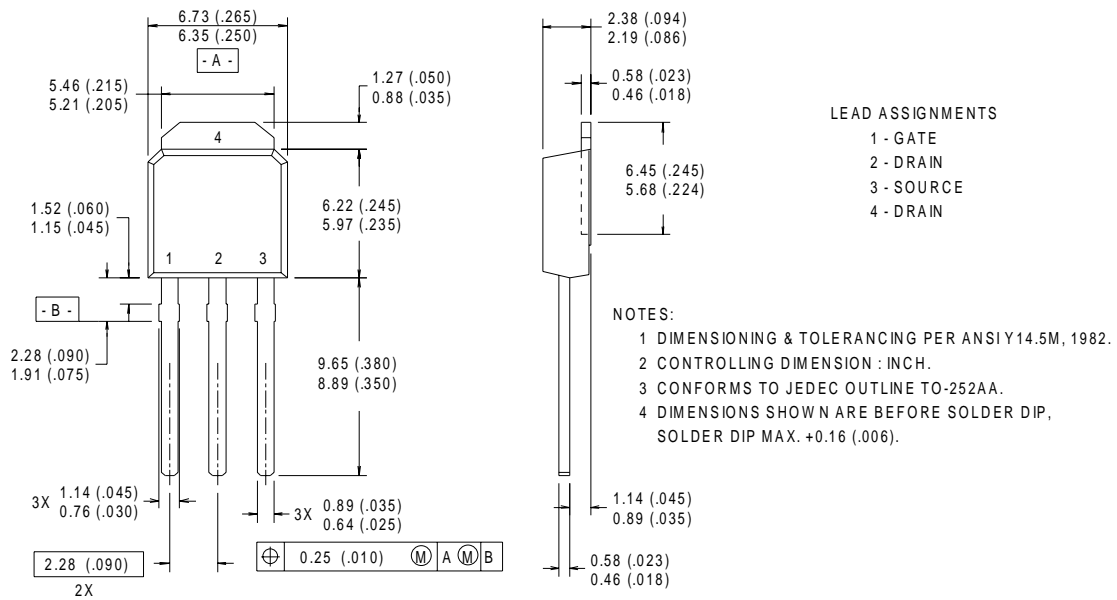 6.73 (.265)
6.35 (.250)
- A -
5.46 (.215)
5.21 (.205)
1.27 (.050)
0.88 (.035)
4
6.22 (.245)
5.97 (.235)
1.52 (.060)
1.15 (.045)
1 2 3
- B -
2.28 (.090)
1.91 (.075)
9.65 (.380)
8.89 (.350)
3X 1.14 (.045)
0.76 (.030)
3X 0.89 (.035)
0.64 (.025)
2.28 (.090)
2X
0.25 (.010) M A M B
2.38 (.094)
2.19 (.086)
0.58 (.023)
0.46 (.018)
6.45 (.245)
5.68 (.224)
1.14 (.045)
0.89 (.035)
0.58 (.023)
0.46 (.018)
LEAD ASSIGNMENTS
1 - GATE
2 - DRAIN
3 - SOURCE
4 - DRAIN
NOTES:
1 DIMENSIONING & TOLERANCING PER ANSI Y14.5M, 1982.
2 CONTROLLING DIMENSION : INCH.
3 CONFORMS TO JEDEC OUTLINE TO-252AA.
4 DIMENSIONS SHOWN ARE BEFORE SOLDER DIP,
SOLDER DIP MAX. +0.16 (.006).